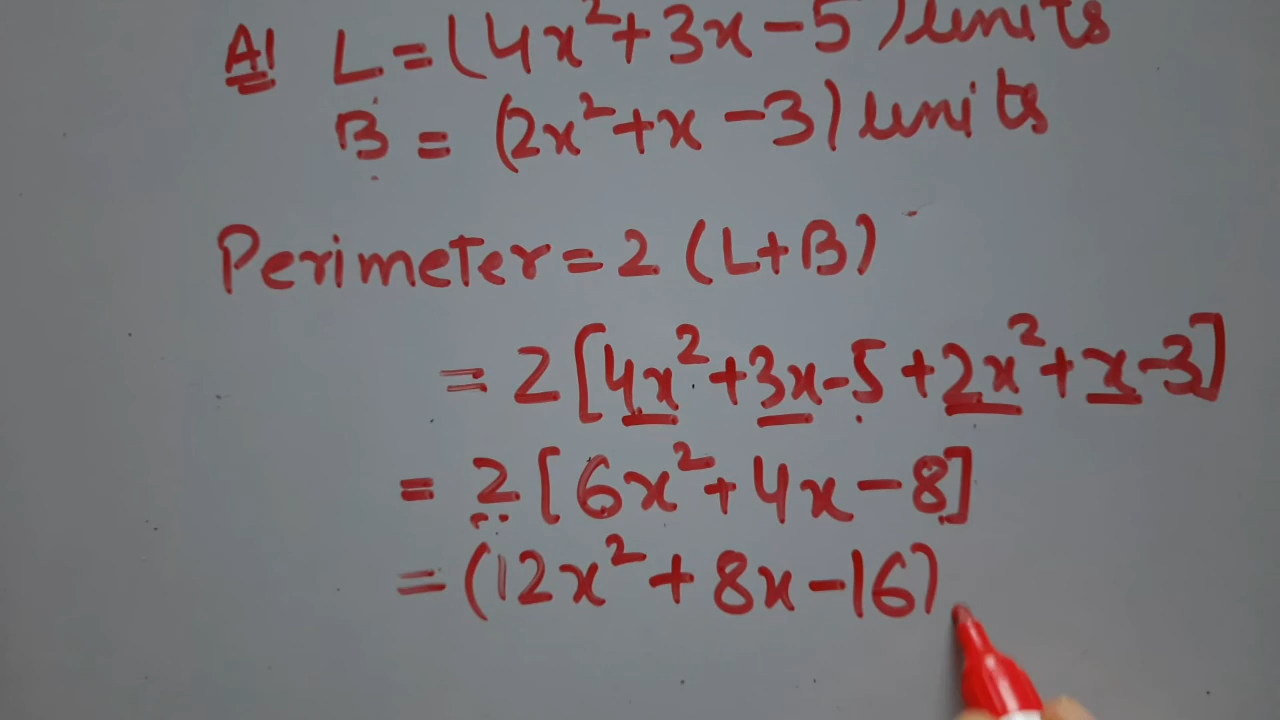 A1 L = (4x²+3x-5) units
B = (2x²+x-3) units
Perimeter = 2 (L+B)
= 2 [4x²+3x-5+2x²+x-3]
= 2 [6x²+4x-8]
= (12x²+8x-16)